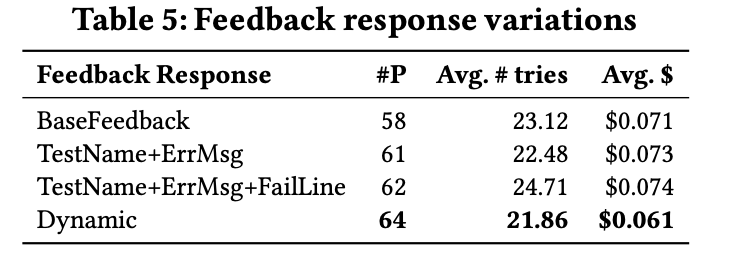 Table 5: Feedback response variations
Feedback Response #P Avg. # tries Avg. $
BaseFeedback 58 23.12 $0.071
TestName+ErrMsg 61 22.48 $0.073
TestName+ErrMsg+FailLine 62 24.71 $0.074
Dynamic 64 21.86 $0.061